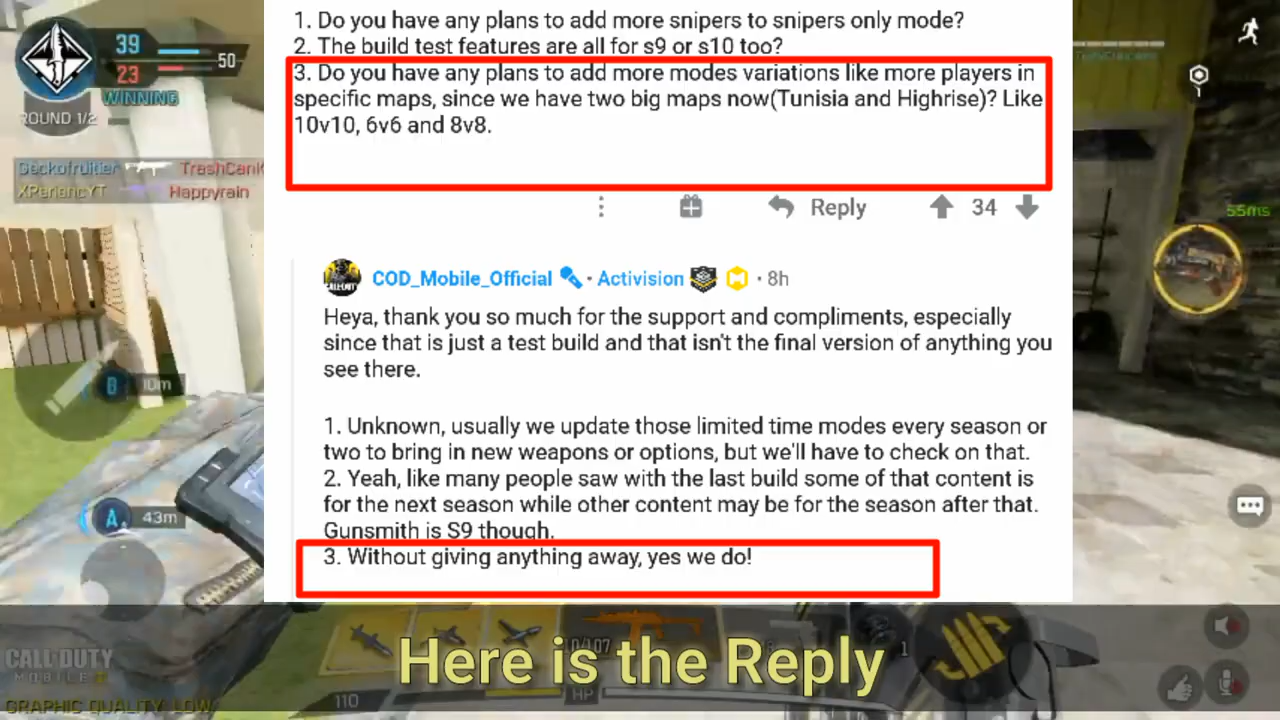 39
23
50
WINNING
ROUND 1/2
Deckofruitier TrashCanK
XPeriancYT Happyrain
1. Do you have any plans to add more snipers to snipers only mode?
2. The build test features are all for s9 or s10 too?
3. Do you have any plans to add more modes variations like more players in
specific maps, since we have two big maps now(Tunisia and Highrise)? Like
10v10, 6v6 and 8v8.
Reply 34
COD_Mobile_Official · Activision · 8h
Heya, thank you so much for the support and compliments, especially
since that is just a test build and that isn't the final version of anything you
see there.
1. Unknown, usually we update those limited time modes every season or
two to bring in new weapons or options, but we'll have to check on that.
2. Yeah, like many people saw with the last build some of that content is
for the next season while other content may be for the season after that.
Gunsmith is S9 though.
3. Without giving anything away, yes we do!
55ms
B 10m
A 43m
1
Here is the Reply
CALL OF DUTY
MOBILE
110
HP
GRAPHIC QUALITY LOW